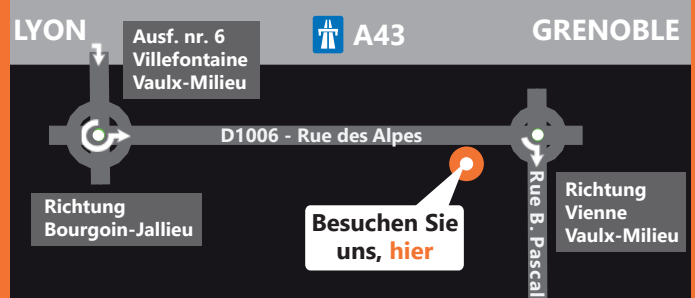 LYON
A43
GRENOBLE
Ausf. nr. 6
Villefontaine
Vaulx-Milieu
D1006 - Rue des Alpes
Richtung
Bourgoin-Jallieu
Besuchen Sie
uns, hier
Rue B. Pascal
Richtung
Vienne
Vaulx-Milieu